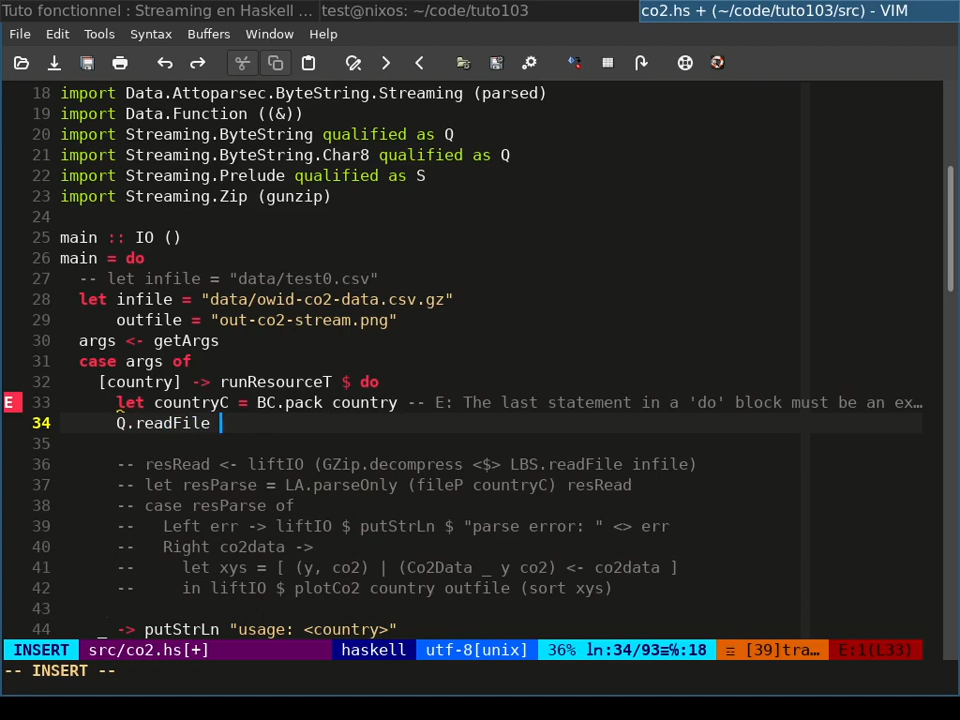 Tuto fonctionnel : Streaming en Haskell ... test@nixos: ~/code/tuto103 co2.hs + (~/code/tuto103/src) - VIM
File Edit Tools Syntax Buffers Window Help
18 import Data.Attoparsec.ByteString.Streaming (parsed)
19 import Data.Function ((&))
20 import Streaming.ByteString qualified as Q
21 import Streaming.ByteString.Char8 qualified as Q
22 import Streaming.Prelude qualified as S
23 import Streaming.Zip (gunzip)
24
25 main :: IO ()
26 main = do
27   -- let infile = "data/test0.csv"
28   let infile = "data/owid-co2-data.csv.gz"
29       outfile = "out-co2-stream.png"
30   args <- getArgs
31   case args of
32     [country] -> runResourceT $ do
E 33       let countryC = BC.pack country -- E: The last statement in a 'do' block must be an ex…
34       Q.readFile
35
36       -- resRead <- liftIO (GZip.decompress <$> LBS.readFile infile)
37       -- let resParse = LA.parseOnly (fileP countryC) resRead
38       -- case resParse of
39       --   Left err -> liftIO $ putStrLn $ "parse error: " <> err
40       --   Right co2data ->
41       --     let xys = [ (y, co2) | (Co2Data _ y co2) <- co2data ]
42       --     in liftIO $ plotCo2 country outfile (sort xys)
43
44     _ -> putStrLn "usage: <country>"
INSERT src/co2.hs[+] haskell utf-8[unix] 36% ln:34/93≡℅:18 ☲ [39]tra… E:1(L33)
-- INSERT --